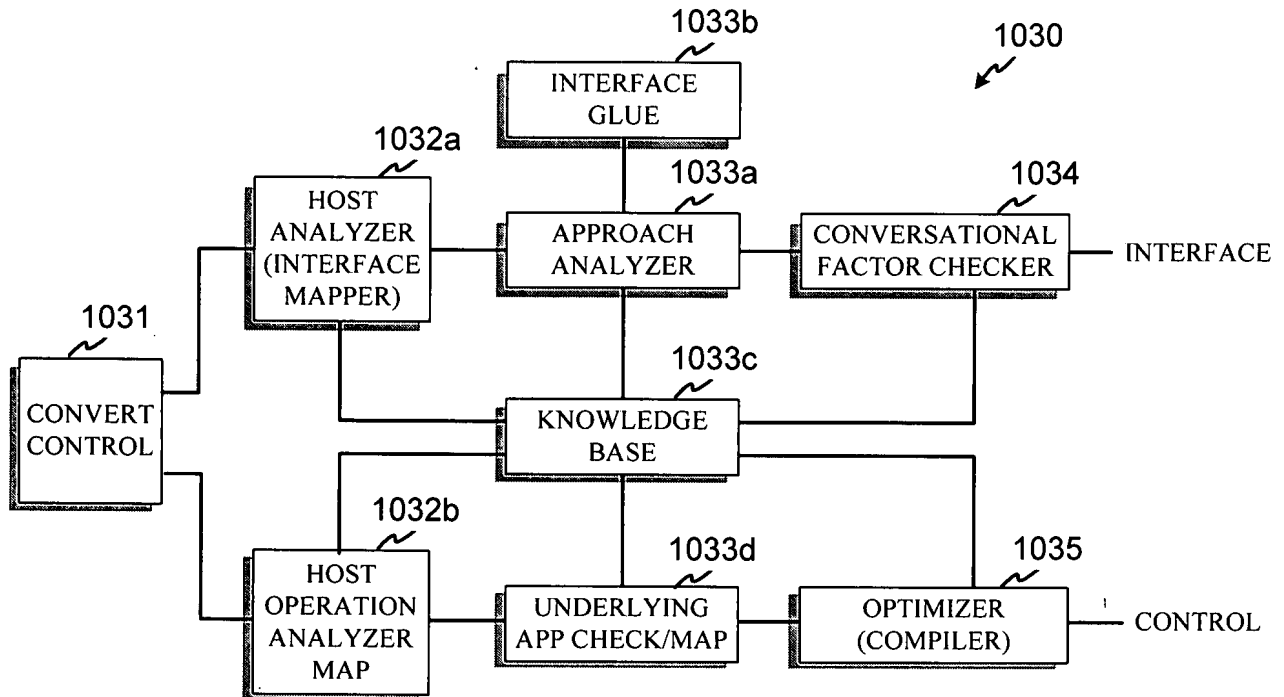 1033b
1030
INTERFACE
GLUE
1032a
1033a
1034
HOST
ANALYZER
(INTERFACE
MAPPER)
APPROACH
ANALYZER
CONVERSATIONAL
FACTOR CHECKER
INTERFACE
1031
1033c
CONVERT
CONTROL
KNOWLEDGE
BASE
1032b
1033d
1035
HOST
OPERATION
ANALYZER
MAP
UNDERLYING
APP CHECK/MAP
OPTIMIZER
(COMPILER)
CONTROL